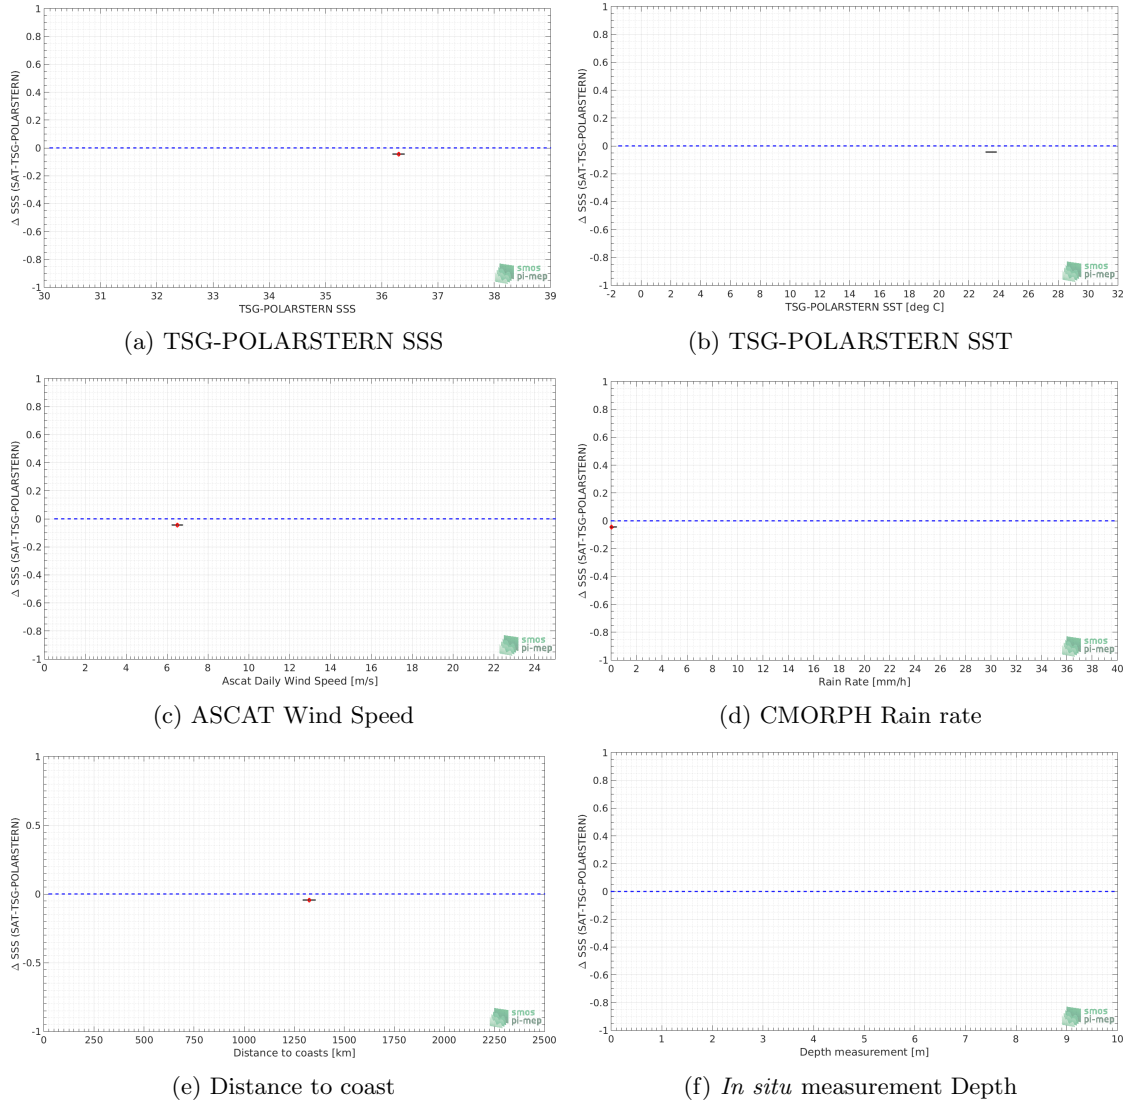 1
0.8
0.6
0.4
0.2
0
-0.2
-0.4
-0.6
-0.8
-1
Δ SSS (SAT-TSG-POLARSTERN)
30 31 32 33 34 35 36 37 38 39
TSG-POLARSTERN SSS
smos
pi-mep
(a) TSG-POLARSTERN SSS
1
0.8
0.6
0.4
0.2
0
-0.2
-0.4
-0.6
-0.8
-1
Δ SSS (SAT-TSG-POLARSTERN)
-2 0 2 4 6 8 10 12 14 16 18 20 22 24 26 28 30 32
TSG-POLARSTERN SST [deg C]
smos
pi-mep
(b) TSG-POLARSTERN SST
1
0.8
0.6
0.4
0.2
0
-0.2
-0.4
-0.6
-0.8
-1
Δ SSS (SAT-TSG-POLARSTERN)
0 2 4 6 8 10 12 14 16 18 20 22 24
Ascat Daily Wind Speed [m/s]
smos
pi-mep
(c) ASCAT Wind Speed
1
0.8
0.6
0.4
0.2
0
-0.2
-0.4
-0.6
-0.8
-1
Δ SSS (SAT-TSG-POLARSTERN)
0 2 4 6 8 10 12 14 16 18 20 22 24 26 28 30 32 34 36 38 40
Rain Rate [mm/h]
smos
pi-mep
(d) CMORPH Rain rate
1
0.5
0
-0.5
-1
Δ SSS (SAT-TSG-POLARSTERN)
0 250 500 750 1000 1250 1500 1750 2000 2250 2500
Distance to coasts [km]
smos
pi-mep
(e) Distance to coast
1
0.8
0.6
0.4
0.2
0
-0.2
-0.4
-0.6
-0.8
-1
Δ SSS (SAT-TSG-POLARSTERN)
0 1 2 3 4 5 6 7 8 9 10
Depth measurement [m]
smos
pi-mep
(f) In situ measurement Depth